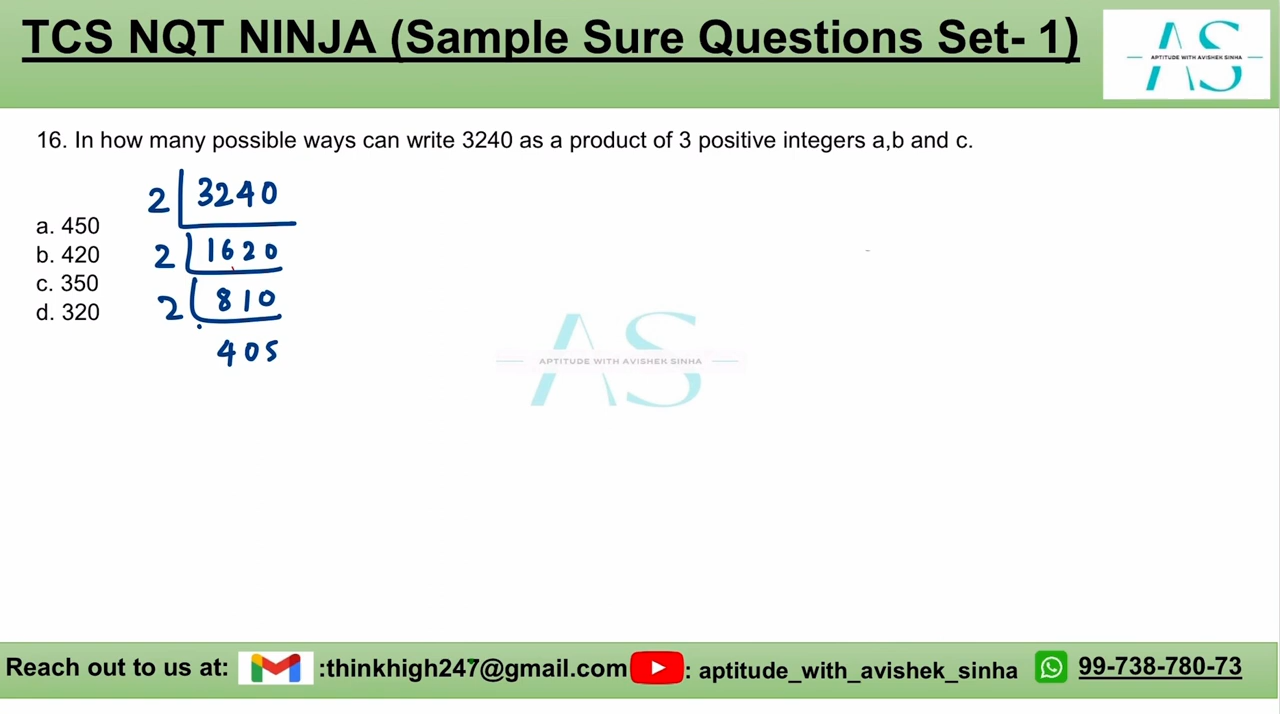 TCS NQT NINJA (Sample Sure Questions Set- 1)
AS
APTITUDE WITH AVISHEK SINHA
16. In how many possible ways can write 3240 as a product of 3 positive integers a,b and c.
2 3240
a. 450
2 1620
b. 420
c. 350
2 810
d. 320
405
AS
APTITUDE WITH AVISHEK SINHA
Reach out to us at: :thinkhigh247@gmail.com : aptitude_with_avishek_sinha 99-738-780-73